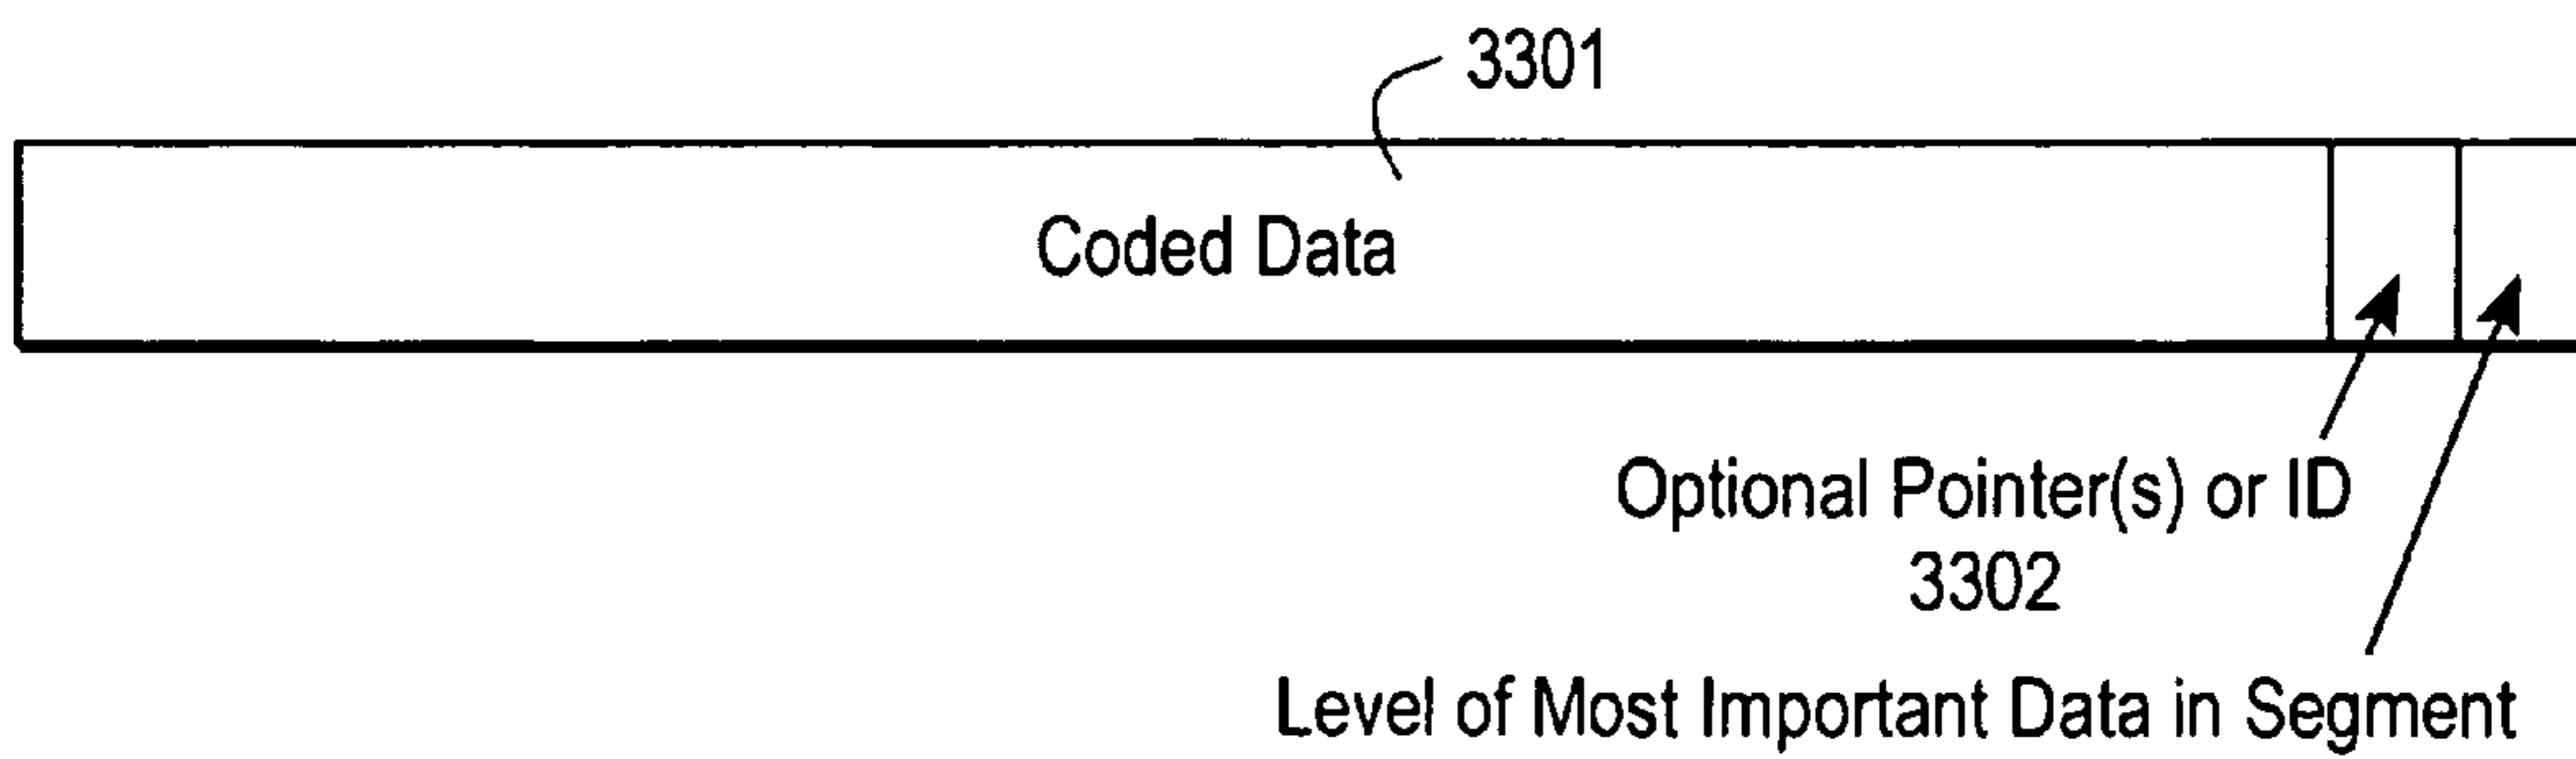 3301
Coded Data
Optional Pointer(s) or ID
3302
Level of Most Important Data in Segment